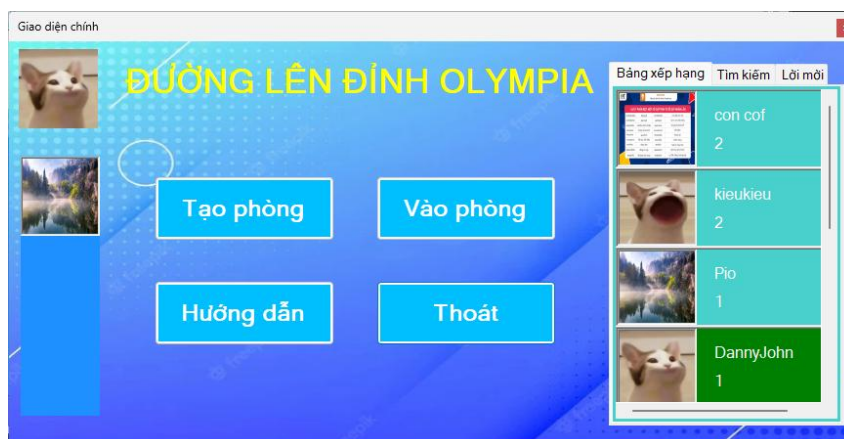 Giao diện chính
ĐƯỜNG LÊN ĐỈNH OLYMPIA
Tạo phòng
Vào phòng
Hướng dẫn
Thoát
Bảng xếp hạng
Tìm kiếm
Lời mời
con cof
2
kieukieu
2
Pio
1
DannyJohn
1